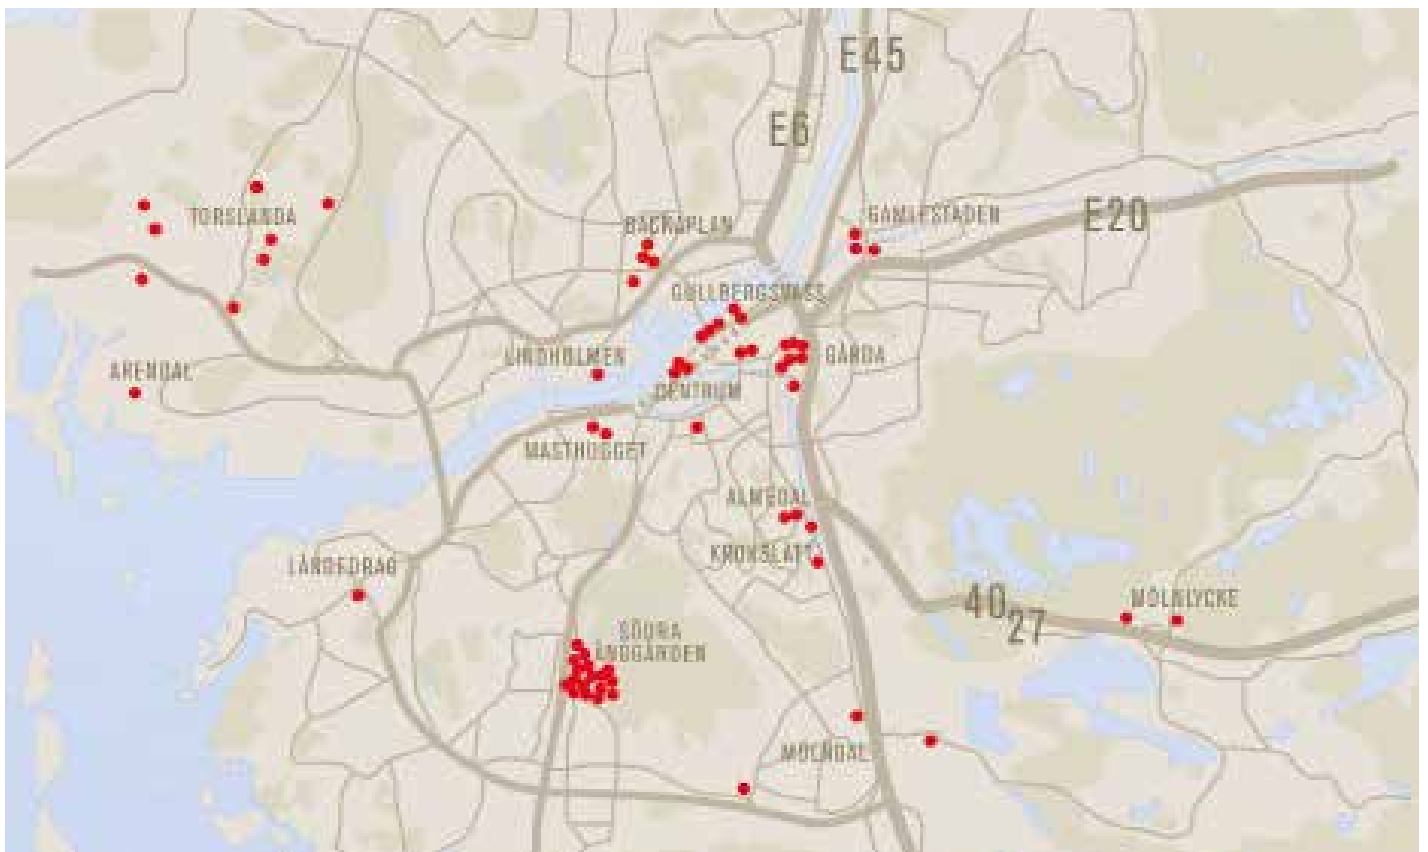 E45
E6
TORSLANDA
BACKAPLAN
GAMLESTADEN
E20
GULLBERGSVASS
LINDHOLMEN
GÅRDA
ARENDAL
CENTRUM
MASTHUGGET
ALMEDAL
KROKSLÄTT
LÅNGEDRAG
40
27
MÖLNLYCKE
SÖDRA
ÄNGGÅRDEN
MÖLNDAL